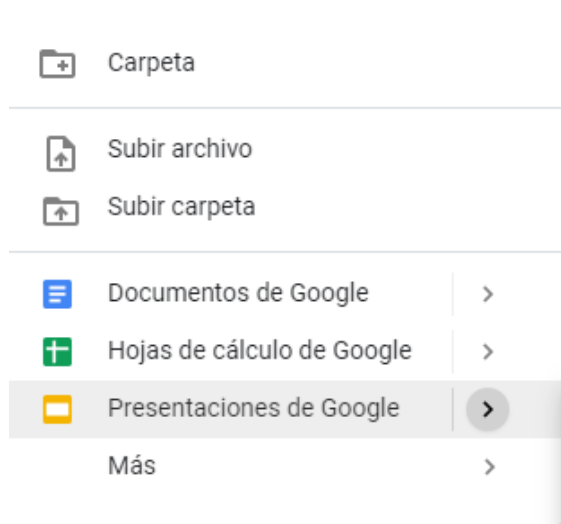 Carpeta
Subir archivo
Subir carpeta
Documentos de Google
Hojas de cálculo de Google
Presentaciones de Google
Más